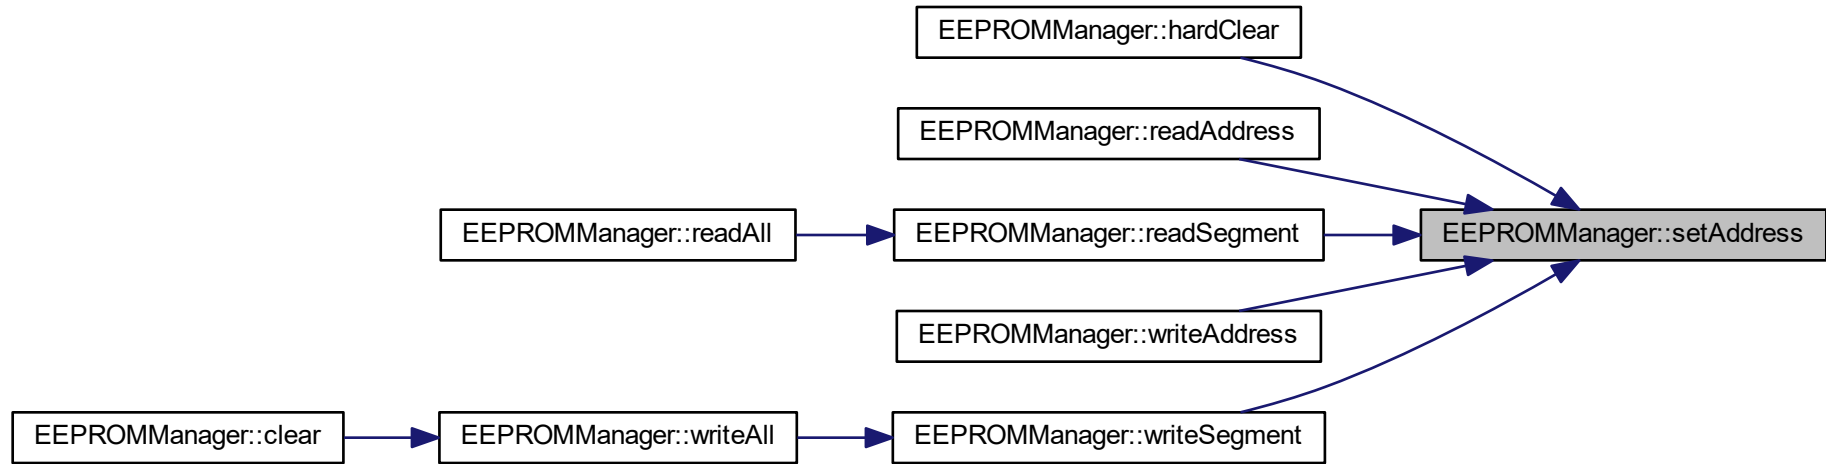 EEPROMManager::hardClear
EEPROMManager::readAddress
EEPROMManager::readAll
EEPROMManager::readSegment
EEPROMManager::setAddress
EEPROMManager::writeAddress
EEPROMManager::clear
EEPROMManager::writeAll
EEPROMManager::writeSegment